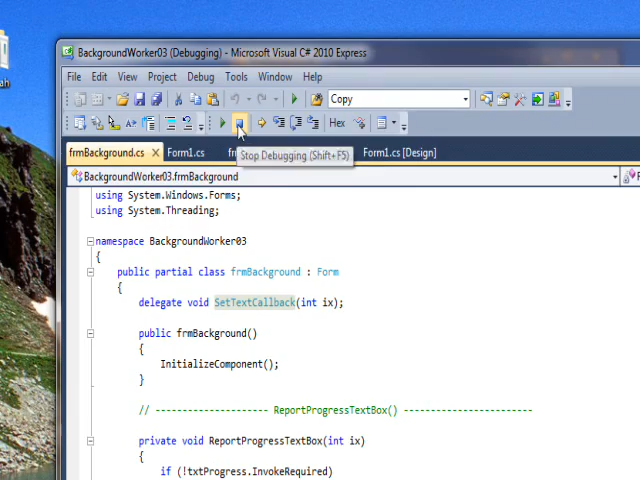 ah
BackgroundWorker03 (Debugging) - Microsoft Visual C# 2010 Express
File Edit View Project Debug Tools Window Help
Copy
Hex
frmBackground.cs Form1.cs Form1.cs [Design]
Stop Debugging (Shift+F5)
BackgroundWorker03.frmBackground
using System.Windows.Forms;
using System.Threading;
namespace BackgroundWorker03
{
public partial class frmBackground : Form
{
delegate void SetTextCallback(int ix);
public frmBackground()
{
InitializeComponent();
}
// --------------------- ReportProgressTextBox() ------------------------
private void ReportProgressTextBox(int ix)
{
if (!txtProgress.InvokeRequired)